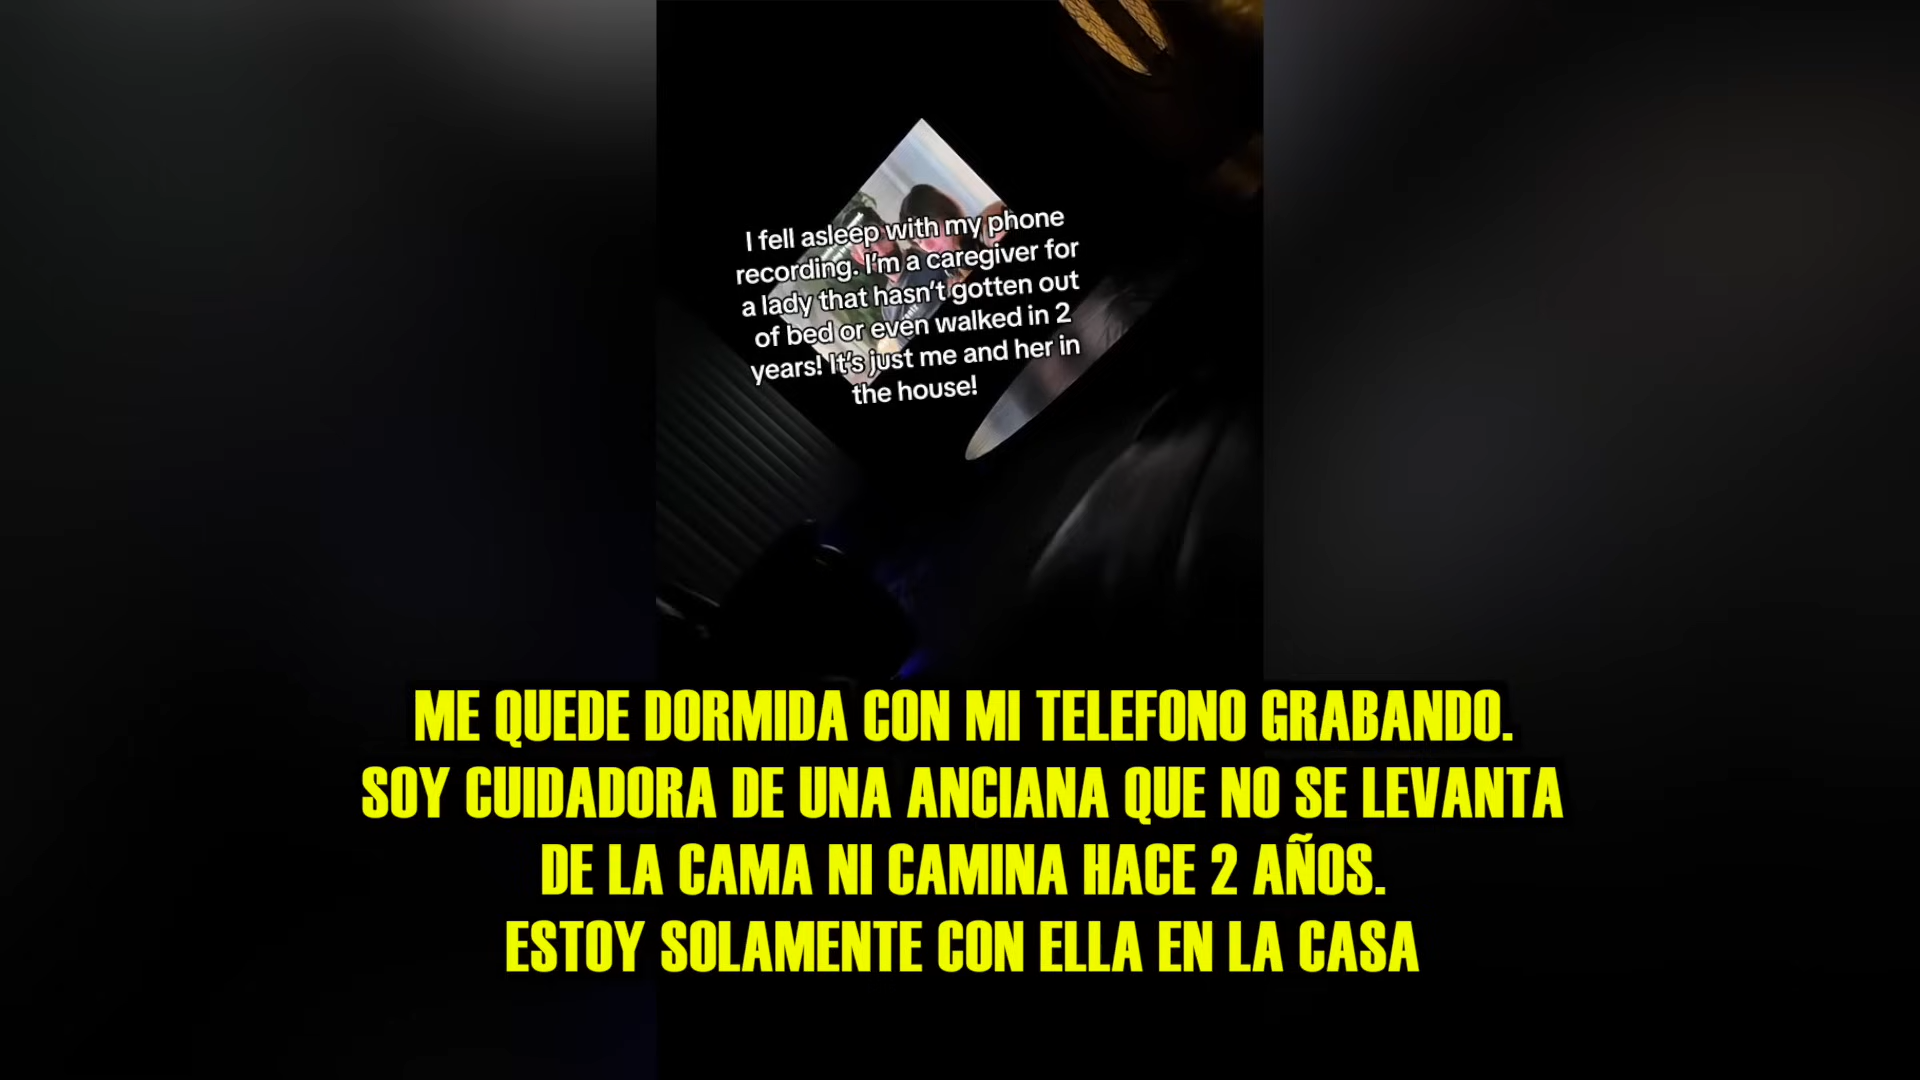 I fell asleep with my phone
recording. I'm a caregiver for
a lady that hasn't gotten out
of bed or even walked in 2
years! It's just me and her in
the house!
ME QUEDE DORMIDA CON MI TELEFONO GRABANDO.
SOY CUIDADORA DE UNA ANCIANA QUE NO SE LEVANTA
DE LA CAMA NI CAMINA HACE 2 AÑOS.
ESTOY SOLAMENTE CON ELLA EN LA CASA